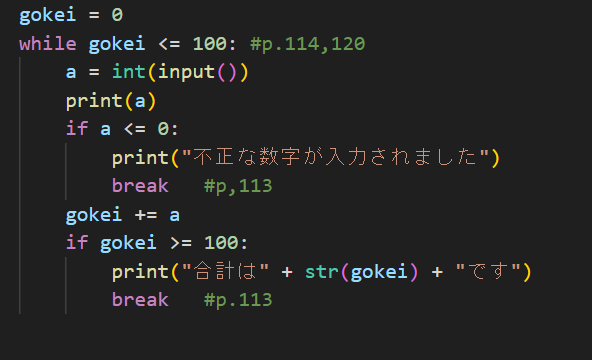 gokei = 0
while gokei <= 100: #p.114,120
    a = int(input())
    print(a)
    if a <= 0:
        print("不正な数字が入力されました")
        break   #p,113
    gokei += a
    if gokei >= 100:
        print("合計は" + str(gokei) + "です")
        break   #p.113